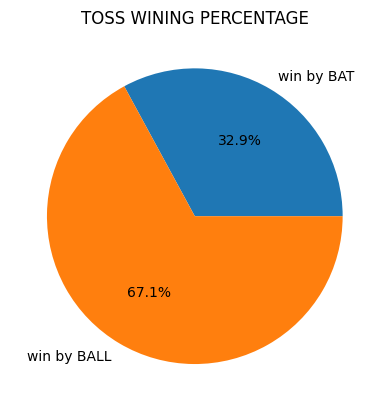 TOSS WINING PERCENTAGE
win by BAT
32.9%
67.1%
win by BALL